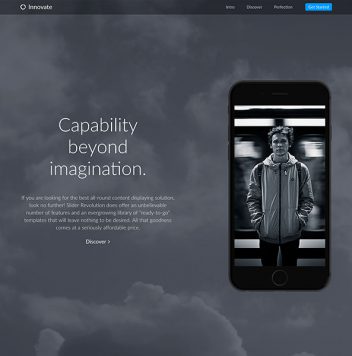 Innovate
Intro
Discover
Perfection
Get Started
Capability
beyond
imagination.
If you are looking for the best all-round content displaying solution,
look no further! Slider Revolution does offer an unbelievable
number of features and an evergrowing library of "ready-to-go"
templates that will leave nothing to be desired. All that goodness
comes at a seriously affordable price.
Discover >